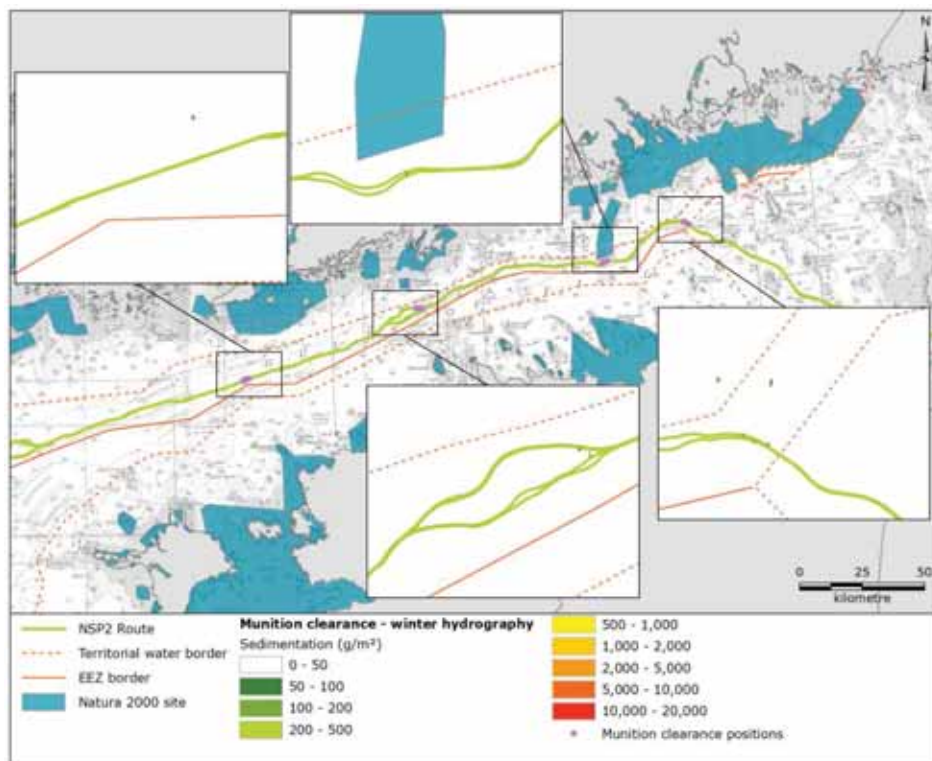 N
0 25 50
kilometre
NSP2 Route
Territorial water border
EEZ border
Natura 2000 site
Munition clearance - winter hydrography
Sedimentation (g/m²)
0 - 50
50 - 100
100 - 200
200 - 500
500 - 1,000
1,000 - 2,000
2,000 - 5,000
5,000 - 10,000
10,000 - 20,000
Munition clearance positions